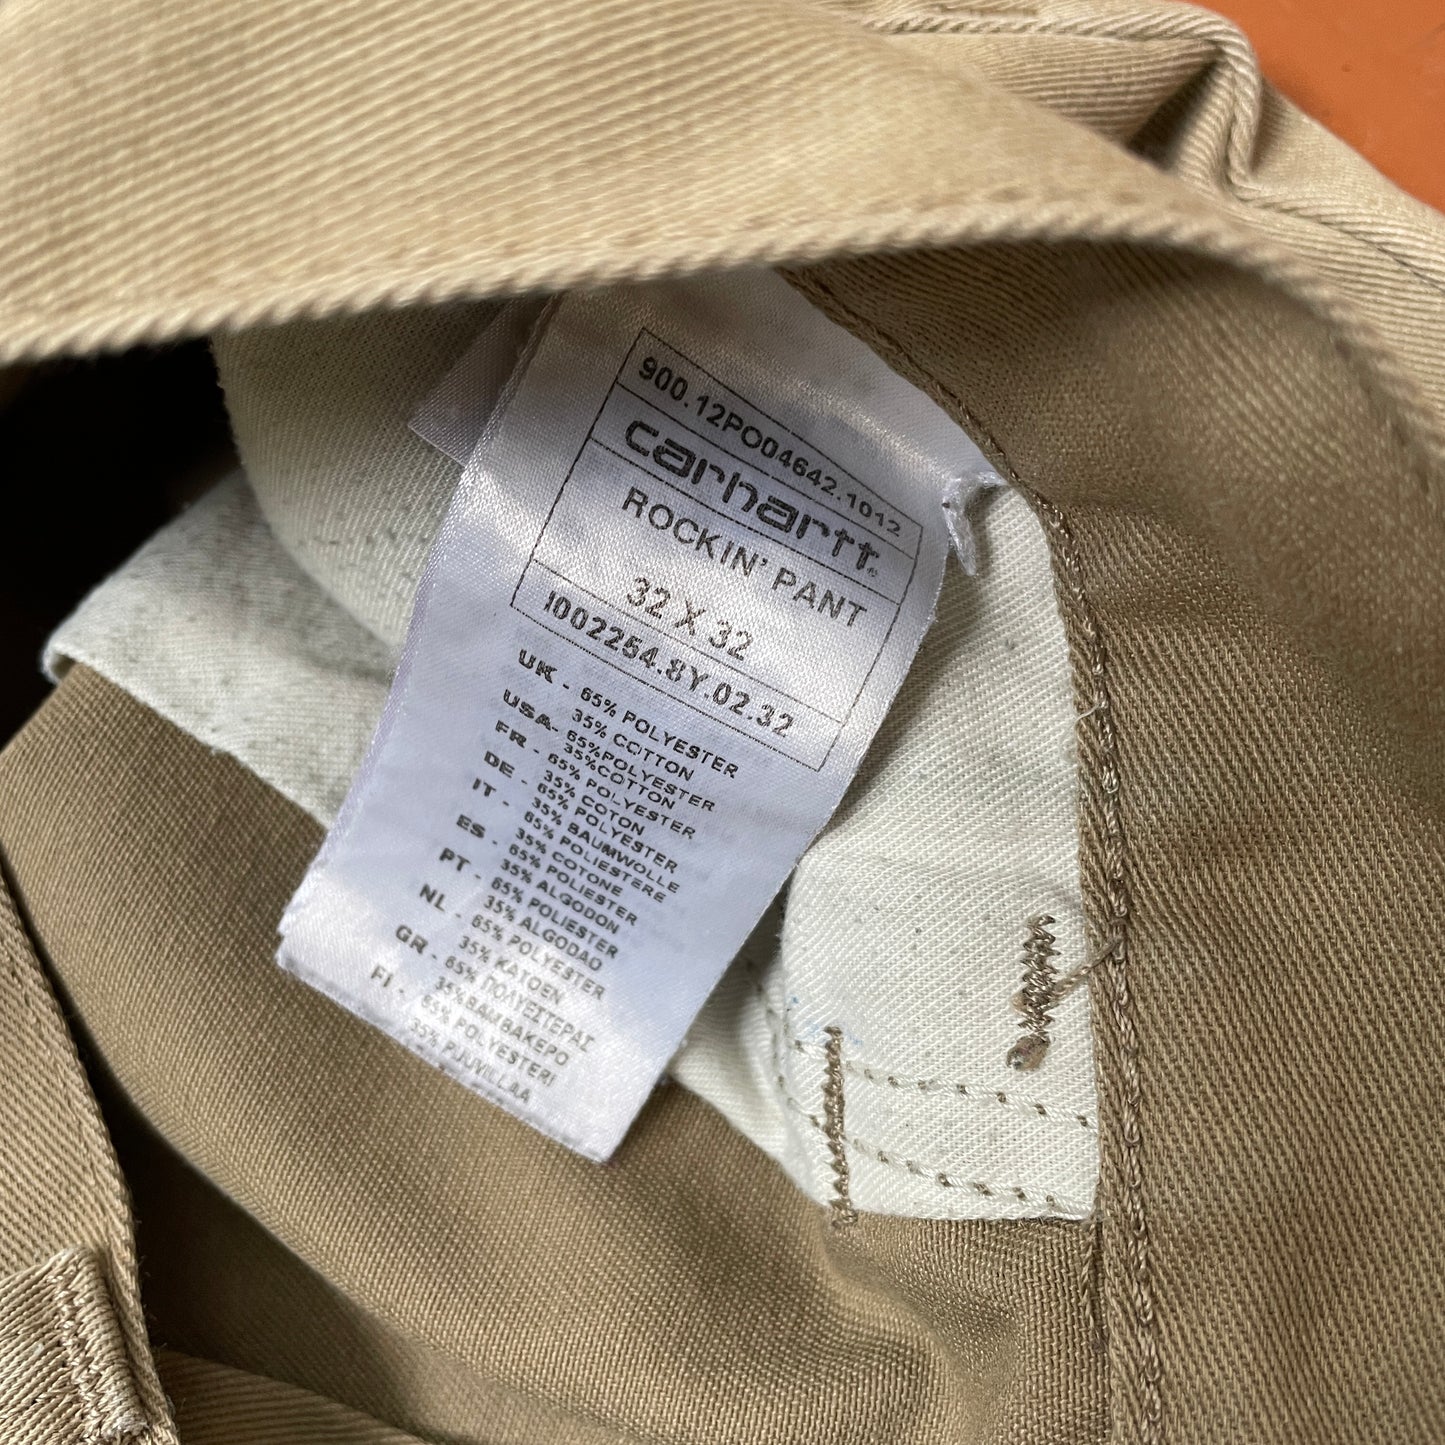 900.12PO04642.1012
carhartt®
ROCKIN' PANT
32 X 32
I002254.8Y.02.32
UK - 65% POLYESTER
35% COTTON
USA- 65%POLYESTER
35%COTTON
FR - 65% POLYESTER
35% COTON
DE - 65% POLYESTER
35% BAUMWOLLE
IT - 65% POLIESTERE
35% COTONE
ES - 65% POLIESTER
35% ALGODON
PT - 65% POLIESTER
35% ALGODAO
NL - 65% POLYESTER
35% KATOEN
GR - 65% ΠΟΛΥΕΣΤΕΡΑΣ
35%ΒΑΜΒΑΚΕΡΟ
FI - 65% POLYESTERI
35% PUUVILLAA